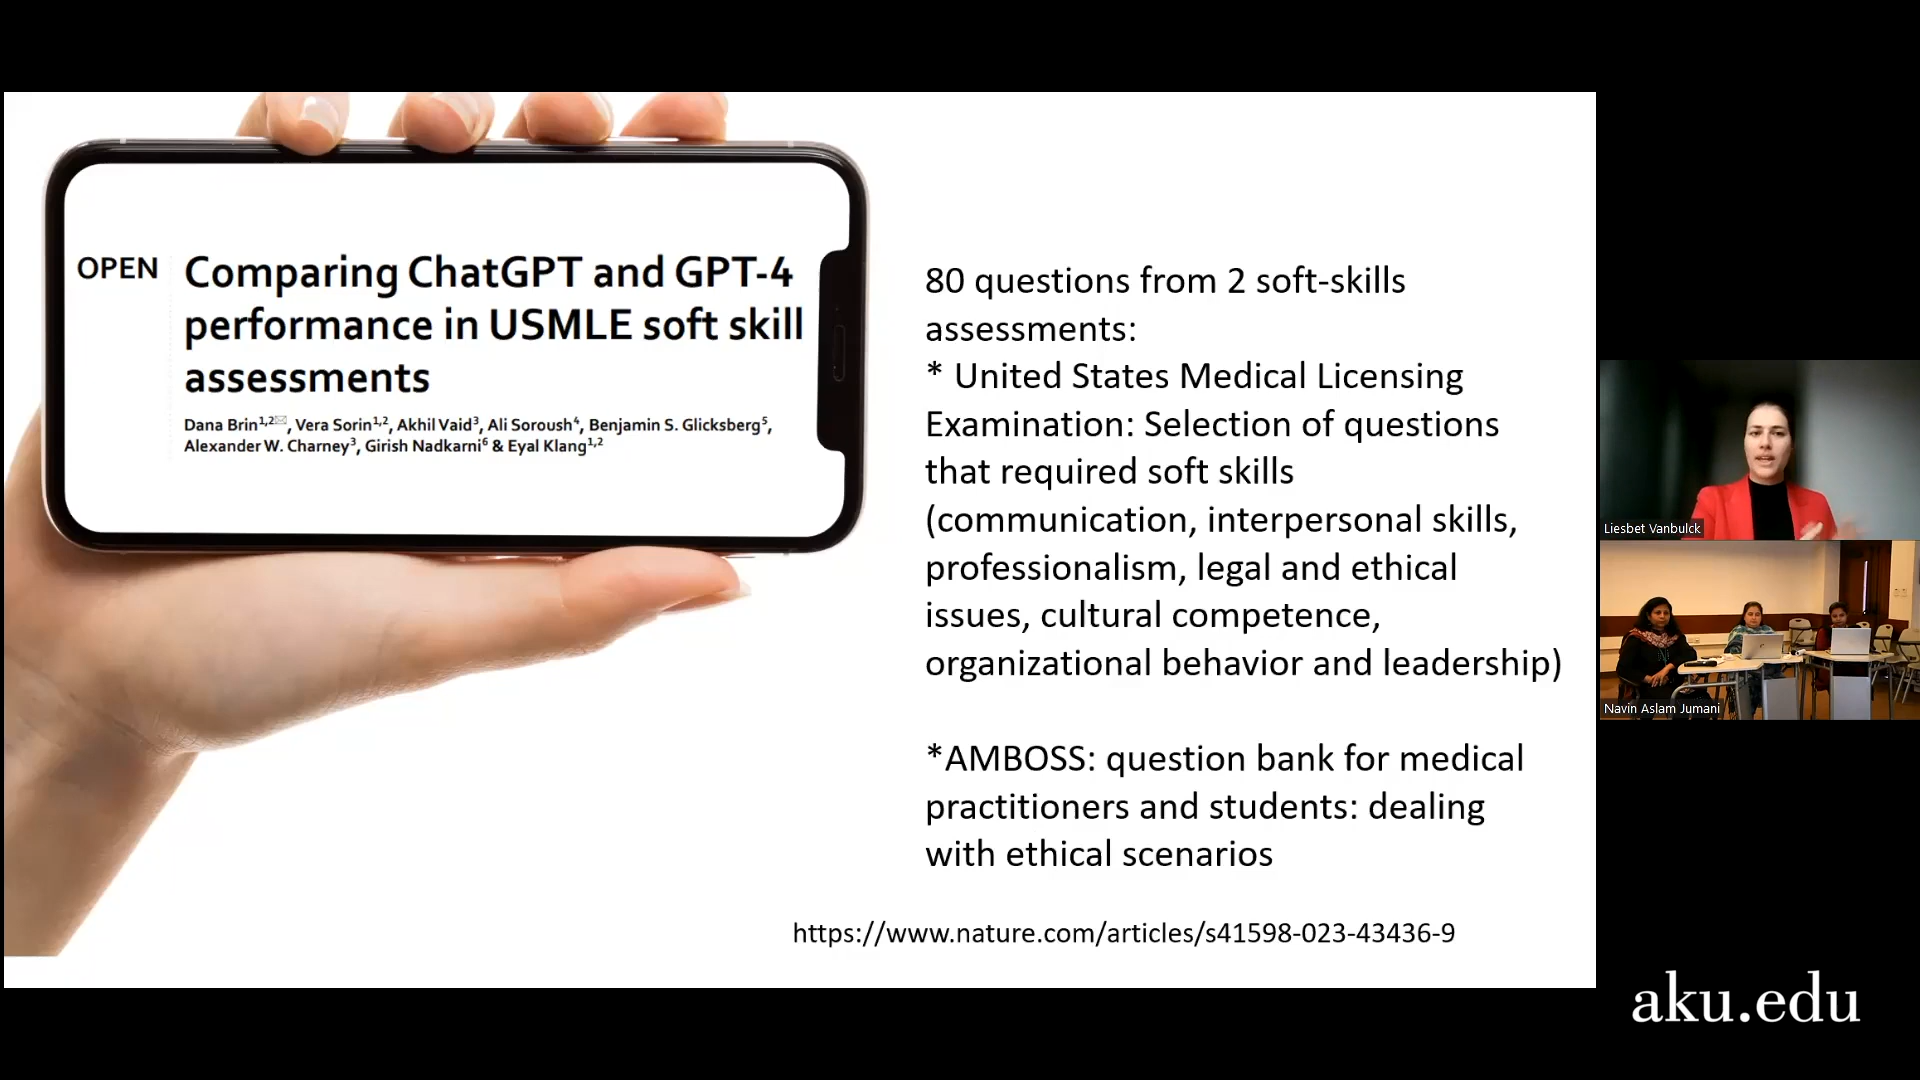 OPEN
Comparing ChatGPT and GPT-4
performance in USMLE soft skill
assessments
Dana Brin1,2✉, Vera Sorin1,2, Akhil Vaid3, Ali Soroush4, Benjamin S. Glicksberg5,
Alexander W. Charney3, Girish Nadkarni6 & Eyal Klang1,2
80 questions from 2 soft-skills
assessments:
* United States Medical Licensing
Examination: Selection of questions
that required soft skills
(communication, interpersonal skills,
professionalism, legal and ethical
issues, cultural competence,
organizational behavior and leadership)
*AMBOSS: question bank for medical
practitioners and students: dealing
with ethical scenarios
https://www.nature.com/articles/s41598-023-43436-9
Liesbet Vanbulck
Navin Aslam Jumani
aku.edu